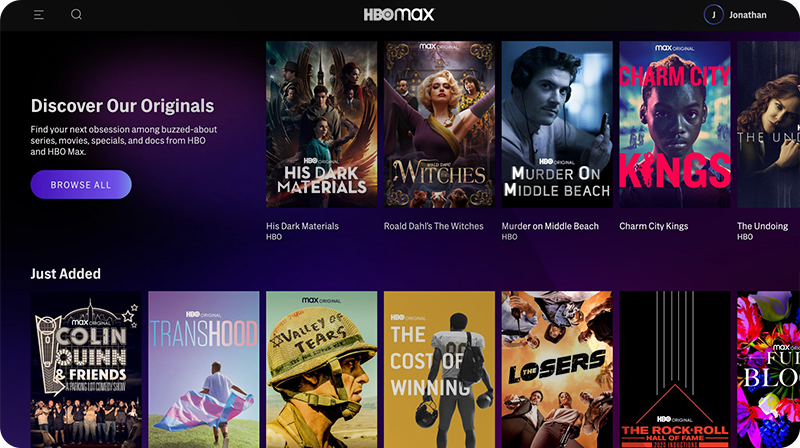 HBOMAX
J Jonathan
Discover Our Originals
Find your next obsession among buzzed-about
series, movies, specials, and docs from HBO
and HBO Max.
BROWSE ALL
HBO ORIGINAL
HIS DARK
MATERIALS
His Dark Materials
HBO
max ORIGINAL
ROALD DAHL'S
WITCHES
Roald Dahl's The Witches
HBO ORIGINAL
MURDER ON
MIDDLE BEACH
Murder on Middle Beach
HBO
max ORIGINAL
CHARM CITY
KINGS
Charm City Kings
THE UND
The Undoing
HBO
Just Added
max ORIGINAL
COLIN
QUINN
& FRIENDS
A PARKING LOT COMEDY SHOW
HBO ORIGINAL
TRANSHOOD
max ORIGINAL
VALLEY OF
TEARS
HBO ORIGINAL
THE
COST OF
WINNING
THE
LOSERS
HBO ORIGINAL
THE ROCK & ROLL
HALL OF FAME
2020 INDUCTIONS
max ORIG
FUL
BLO